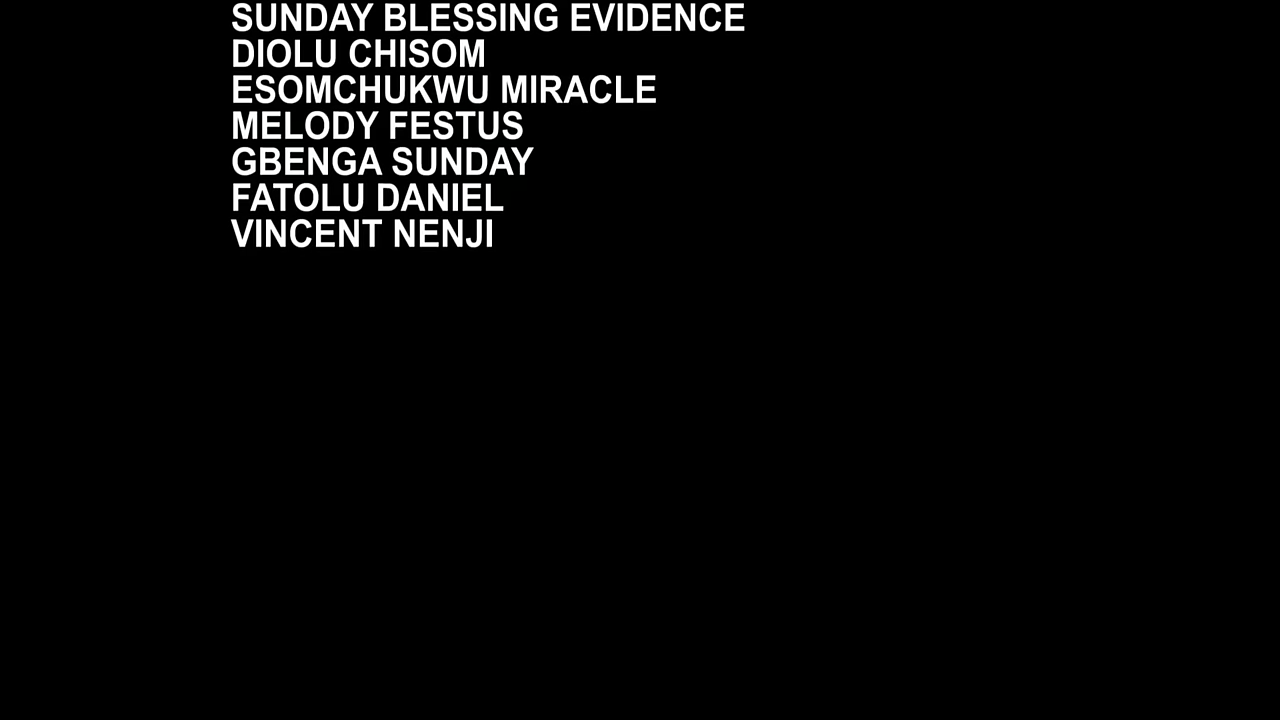 SUNDAY BLESSING EVIDENCE
DIOLU CHISOM
ESOMCHUKWU MIRACLE
MELODY FESTUS
GBENGA SUNDAY
FATOLU DANIEL
VINCENT NENJI